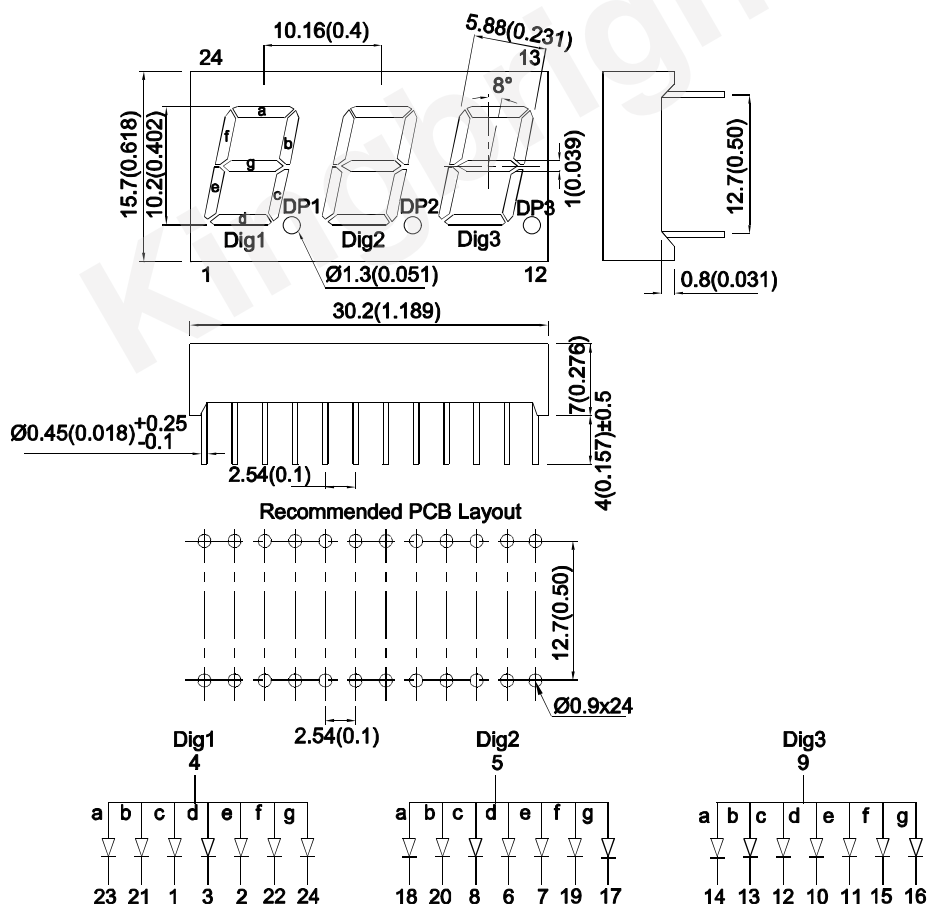 10.16(0.4)
5.88(0.231)
24
13
8°
15.7(0.618)
10.2(0.402)
a
f
b
g
e
c
d
DP1
DP2
DP3
Dig1
Dig2
Dig3
1(0.039)
12.7(0.50)
1
Ø1.3(0.051)
12
0.8(0.031)
30.2(1.189)
7(0.276)
Ø0.45(0.018)+0.25
-0.1
4(0.157)±0.5
2.54(0.1)
Recommended PCB Layout
12.7(0.50)
Ø0.9x24
2.54(0.1)
Dig1
4
a b c d e f g
23 21 1 3 2 22 24
Dig2
5
a b c d e f g
18 20 8 6 7 19 17
Dig3
9
a b c d e f g
14 13 12 10 11 15 16
Kingbright